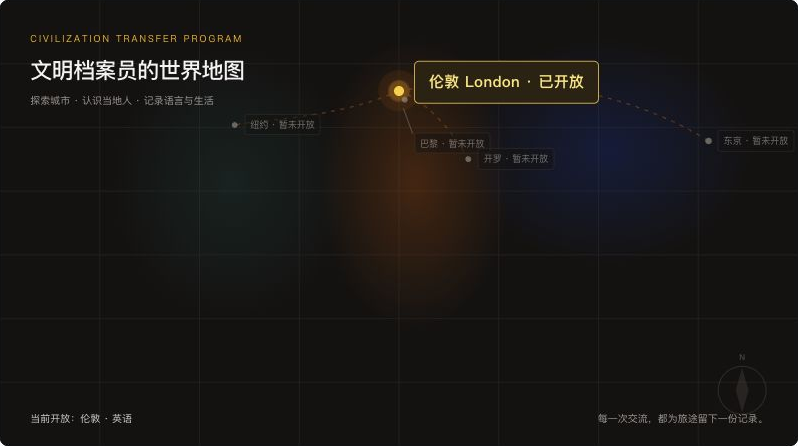 CIVILIZATION TRANSFER PROGRAM
文明档案员的世界地图
探索城市 · 认识当地人 · 记录语言与生活
伦敦 London · 已开放
纽约 · 暂未开放
巴黎 · 暂未开放
开罗 · 暂未开放
东京 · 暂未开放
N
当前开放：伦敦 · 英语
每一次交流，都为旅途留下一份记录。